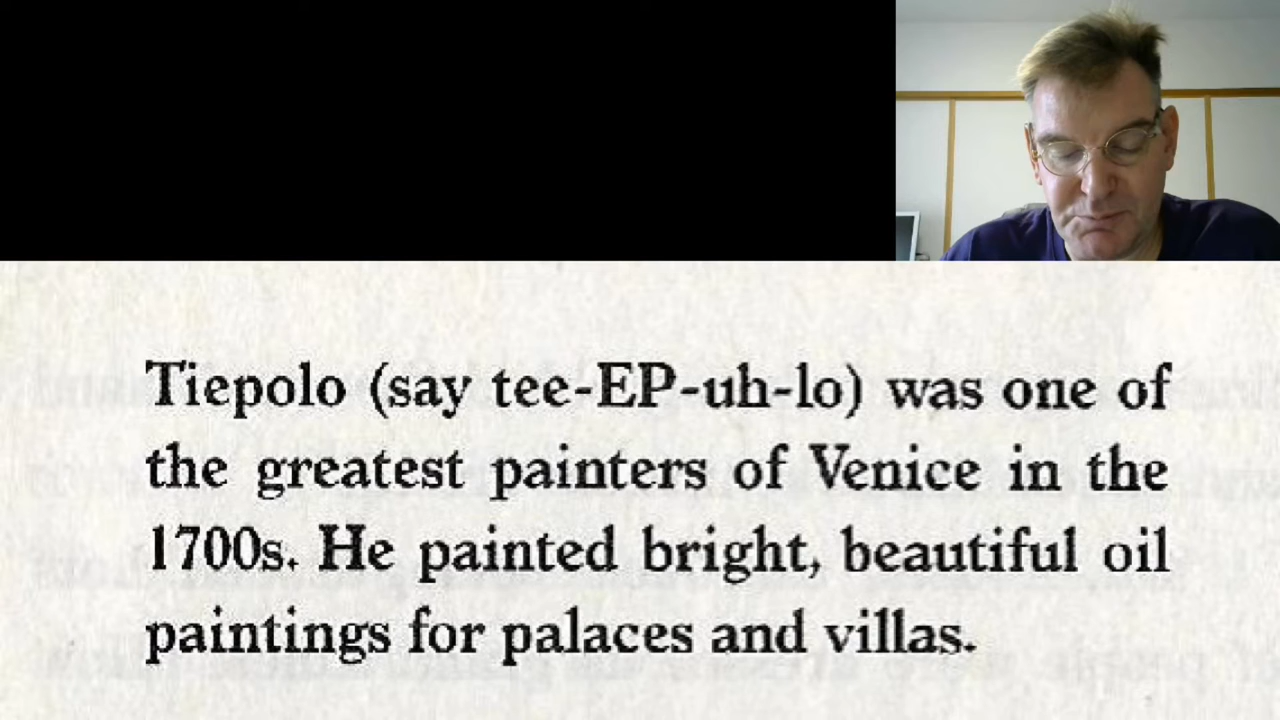 Tiepolo (say tee-EP-uh-lo) was one of
the greatest painters of Venice in the
1700s. He painted bright, beautiful oil
paintings for palaces and villas.